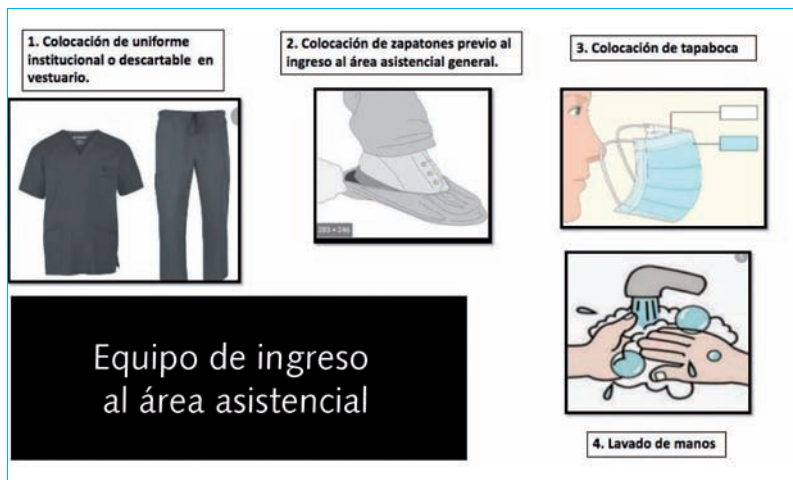 1. Colocación de uniforme
institucional o descartable en
vestuario.
2. Colocación de zapatones previo al
ingreso al área asistencial general.
3. Colocación de tapaboca
283 × 246
Equipo de ingreso
al área asistencial
4. Lavado de manos